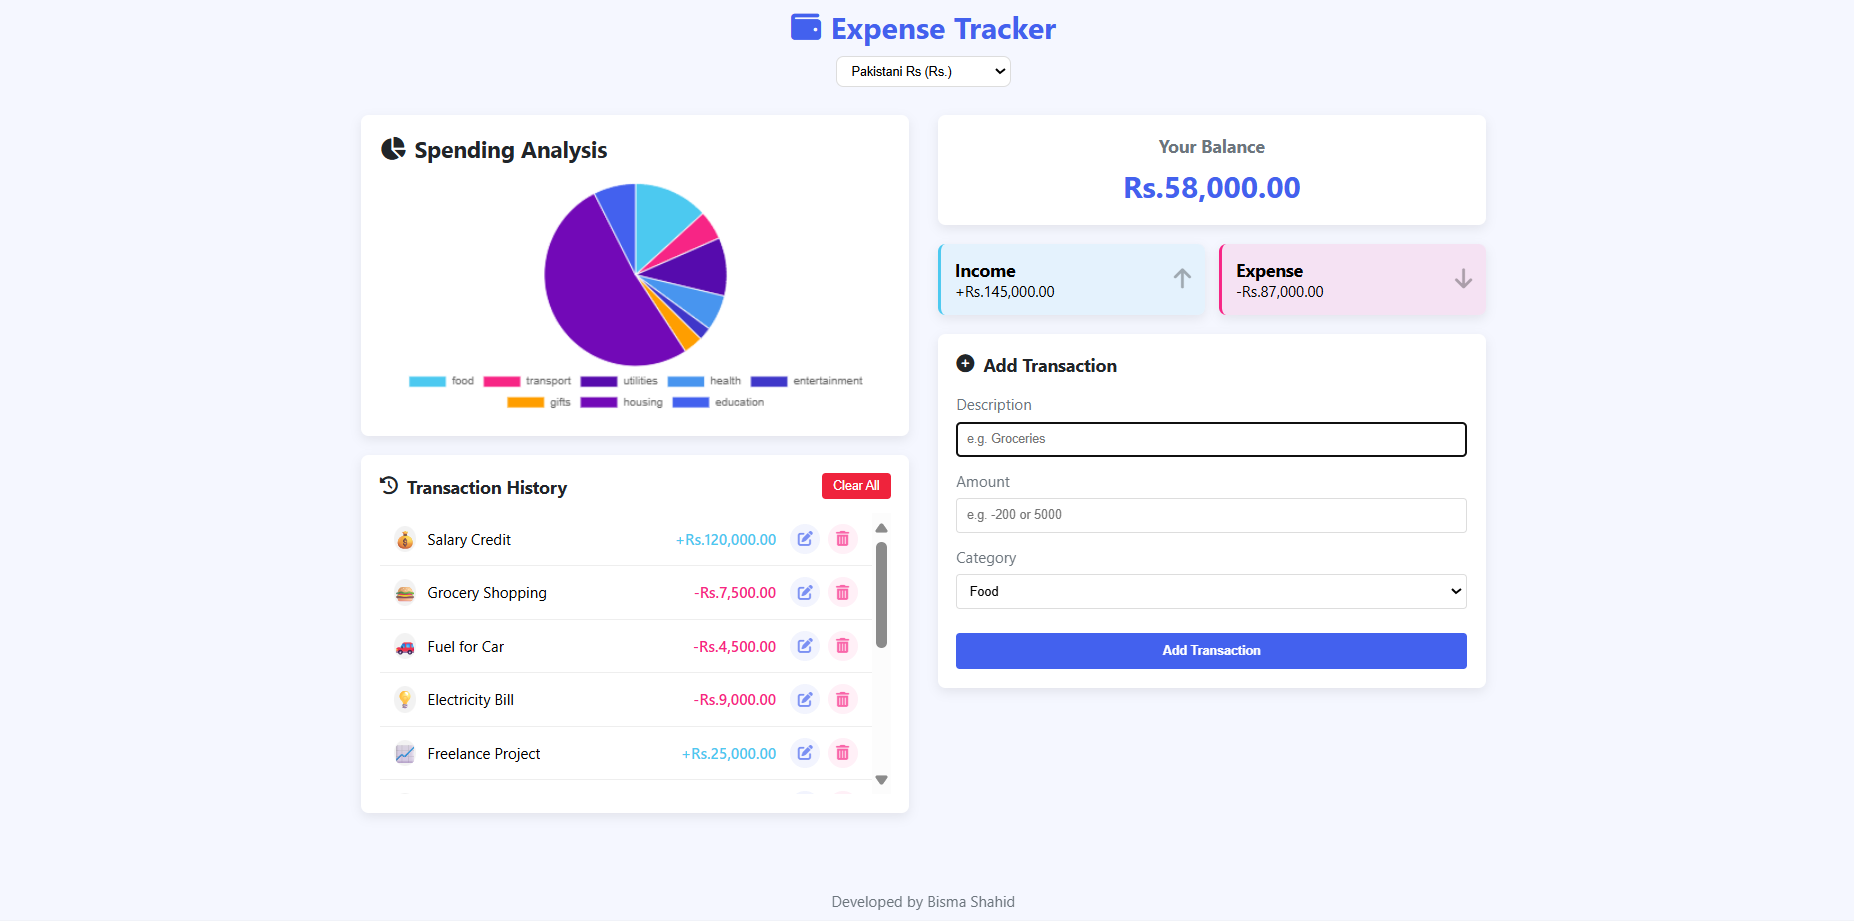 Expense Tracker
Pakistani Rs (Rs.)
Spending Analysis
food transport utilities health entertainment
gifts housing education
Transaction History Clear All
Salary Credit +Rs.120,000.00
Grocery Shopping -Rs.7,500.00
Fuel for Car -Rs.4,500.00
Electricity Bill -Rs.9,000.00
Freelance Project +Rs.25,000.00
Your Balance
Rs.58,000.00
Income
+Rs.145,000.00
Expense
-Rs.87,000.00
Add Transaction
Description
e.g. Groceries
Amount
e.g. -200 or 5000
Category
Food
Add Transaction
Developed by Bisma Shahid